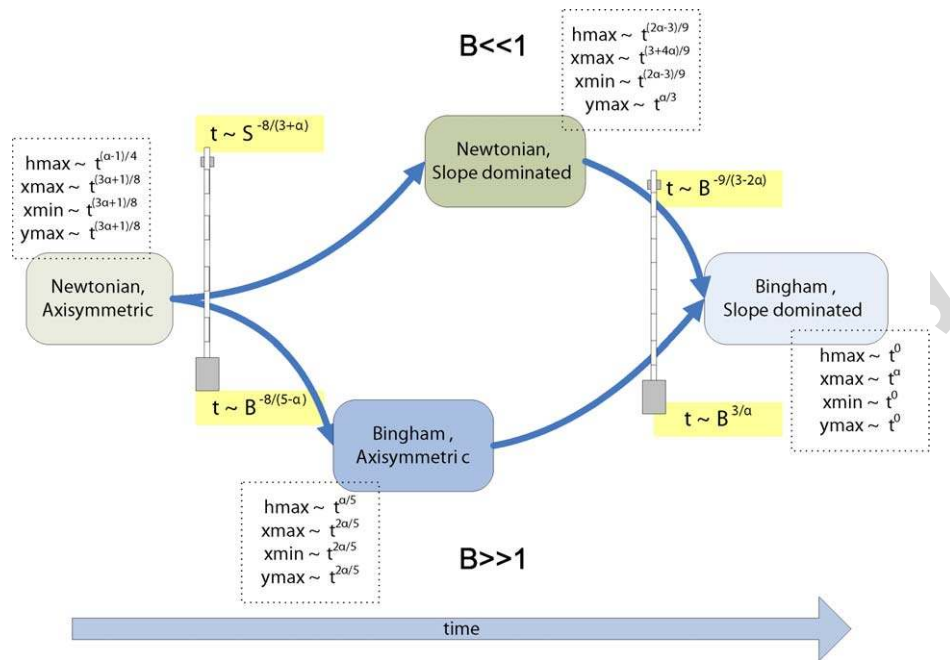 B<<1
hmax ~ t^(2α-3)/9
xmax ~ t^(3+4α)/9
xmin ~ t^(2α-3)/9
ymax ~ t^α/3
t ~ S^-8/(3+α)
Newtonian,
Slope dominated
hmax ~ t^(α-1)/4
xmax ~ t^(3α+1)/8
xmin ~ t^(3α+1)/8
ymax ~ t^(3α+1)/8
t ~ B^-9/(3-2α)
Newtonian,
Axisymmetric
Bingham ,
Slope dominated
hmax ~ t^0
xmax ~ t^α
xmin ~ t^0
ymax ~ t^0
t ~ B^-8/(5-α)
t ~ B^3/α
Bingham ,
Axisymmetri c
hmax ~ t^α/5
xmax ~ t^2α/5
xmin ~ t^2α/5
ymax ~ t^2α/5
B>>1
time